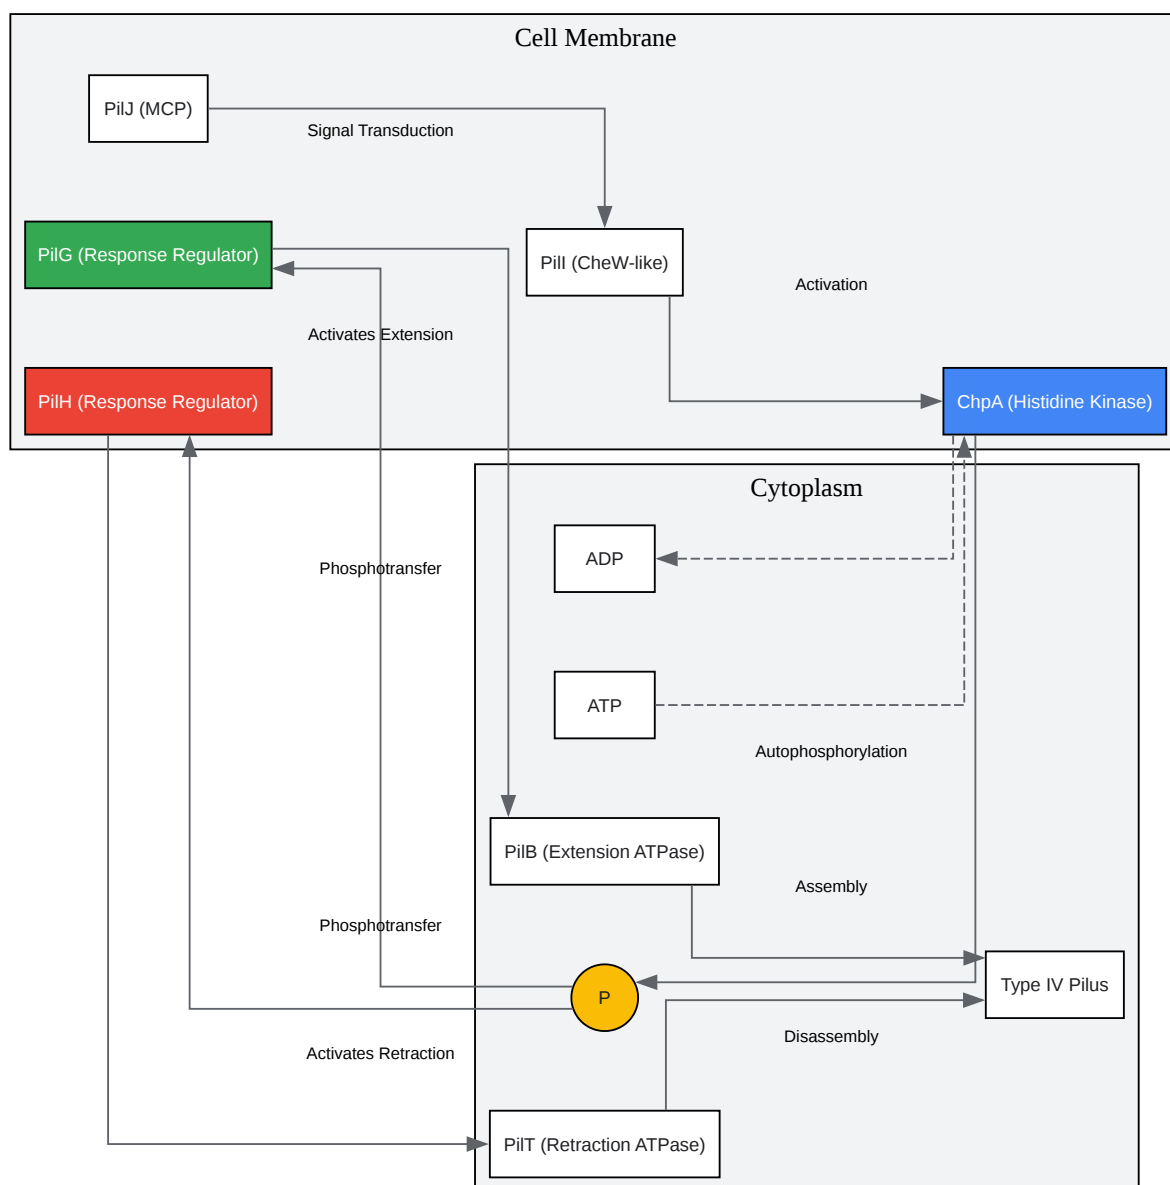 Cell Membrane
PilJ (MCP)
Signal Transduction
PilG (Response Regulator)
PilI (CheW-like)
Activation
Activates Extension
PilH (Response Regulator)
ChpA (Histidine Kinase)
Cytoplasm
ADP
Phosphotransfer
ATP
Autophosphorylation
PilB (Extension ATPase)
Assembly
Phosphotransfer
P
Type IV Pilus
Disassembly
Activates Retraction
PilT (Retraction ATPase)